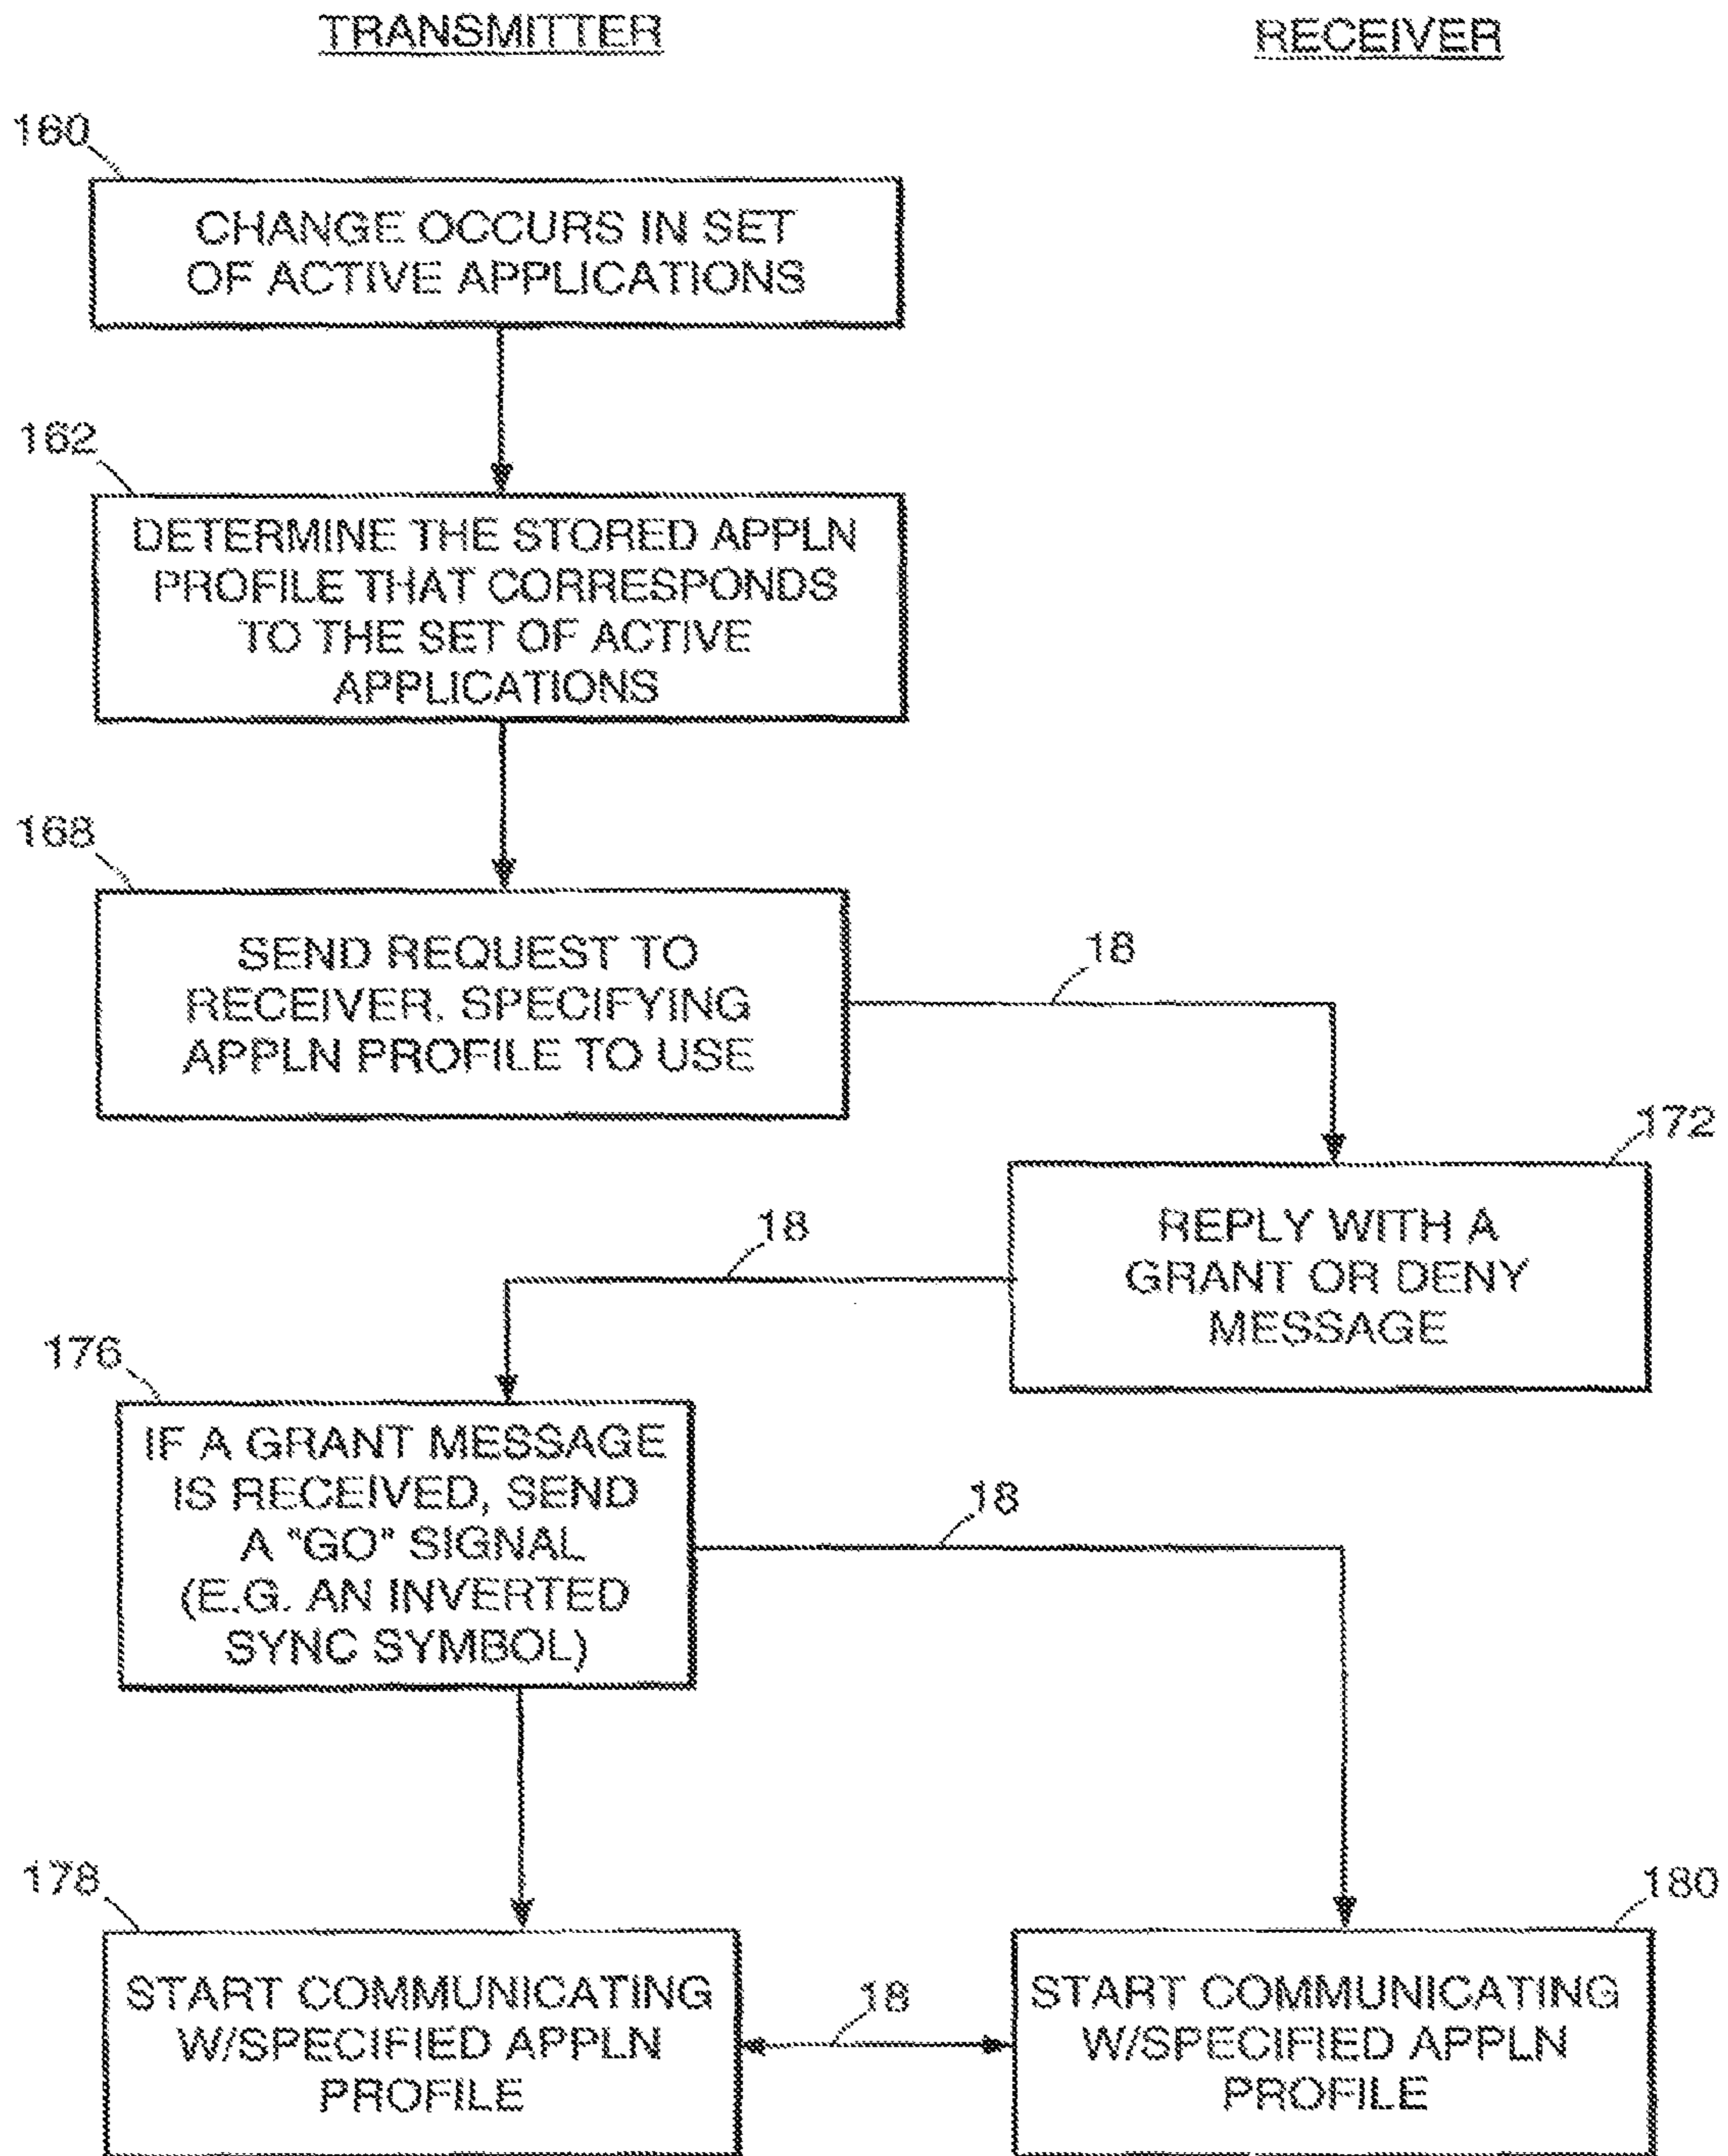 TRANSMITTER
RECEIVER
160
CHANGE OCCURS IN SET
OF ACTIVE APPLICATIONS
162
DETERMINE THE STORED APPLN
PROFILE THAT CORRESPONDS
TO THE SET OF ACTIVE
APPLICATIONS
168
SEND REQUEST TO
RECEIVER. SPECIFYING
APPLN PROFILE TO USE
18
172
REPLY WITH A
GRANT OR DENY
MESSAGE
18
176
IF A GRANT MESSAGE
IS RECEIVED, SEND
A "GO" SIGNAL
(E.G. AN INVERTED
SYNC SYMBOL)
18
178
START COMMUNICATING
W/SPECIFIED APPLN
PROFILE
18
180
START COMMUNICATING
W/SPECIFIED APPLN
PROFILE